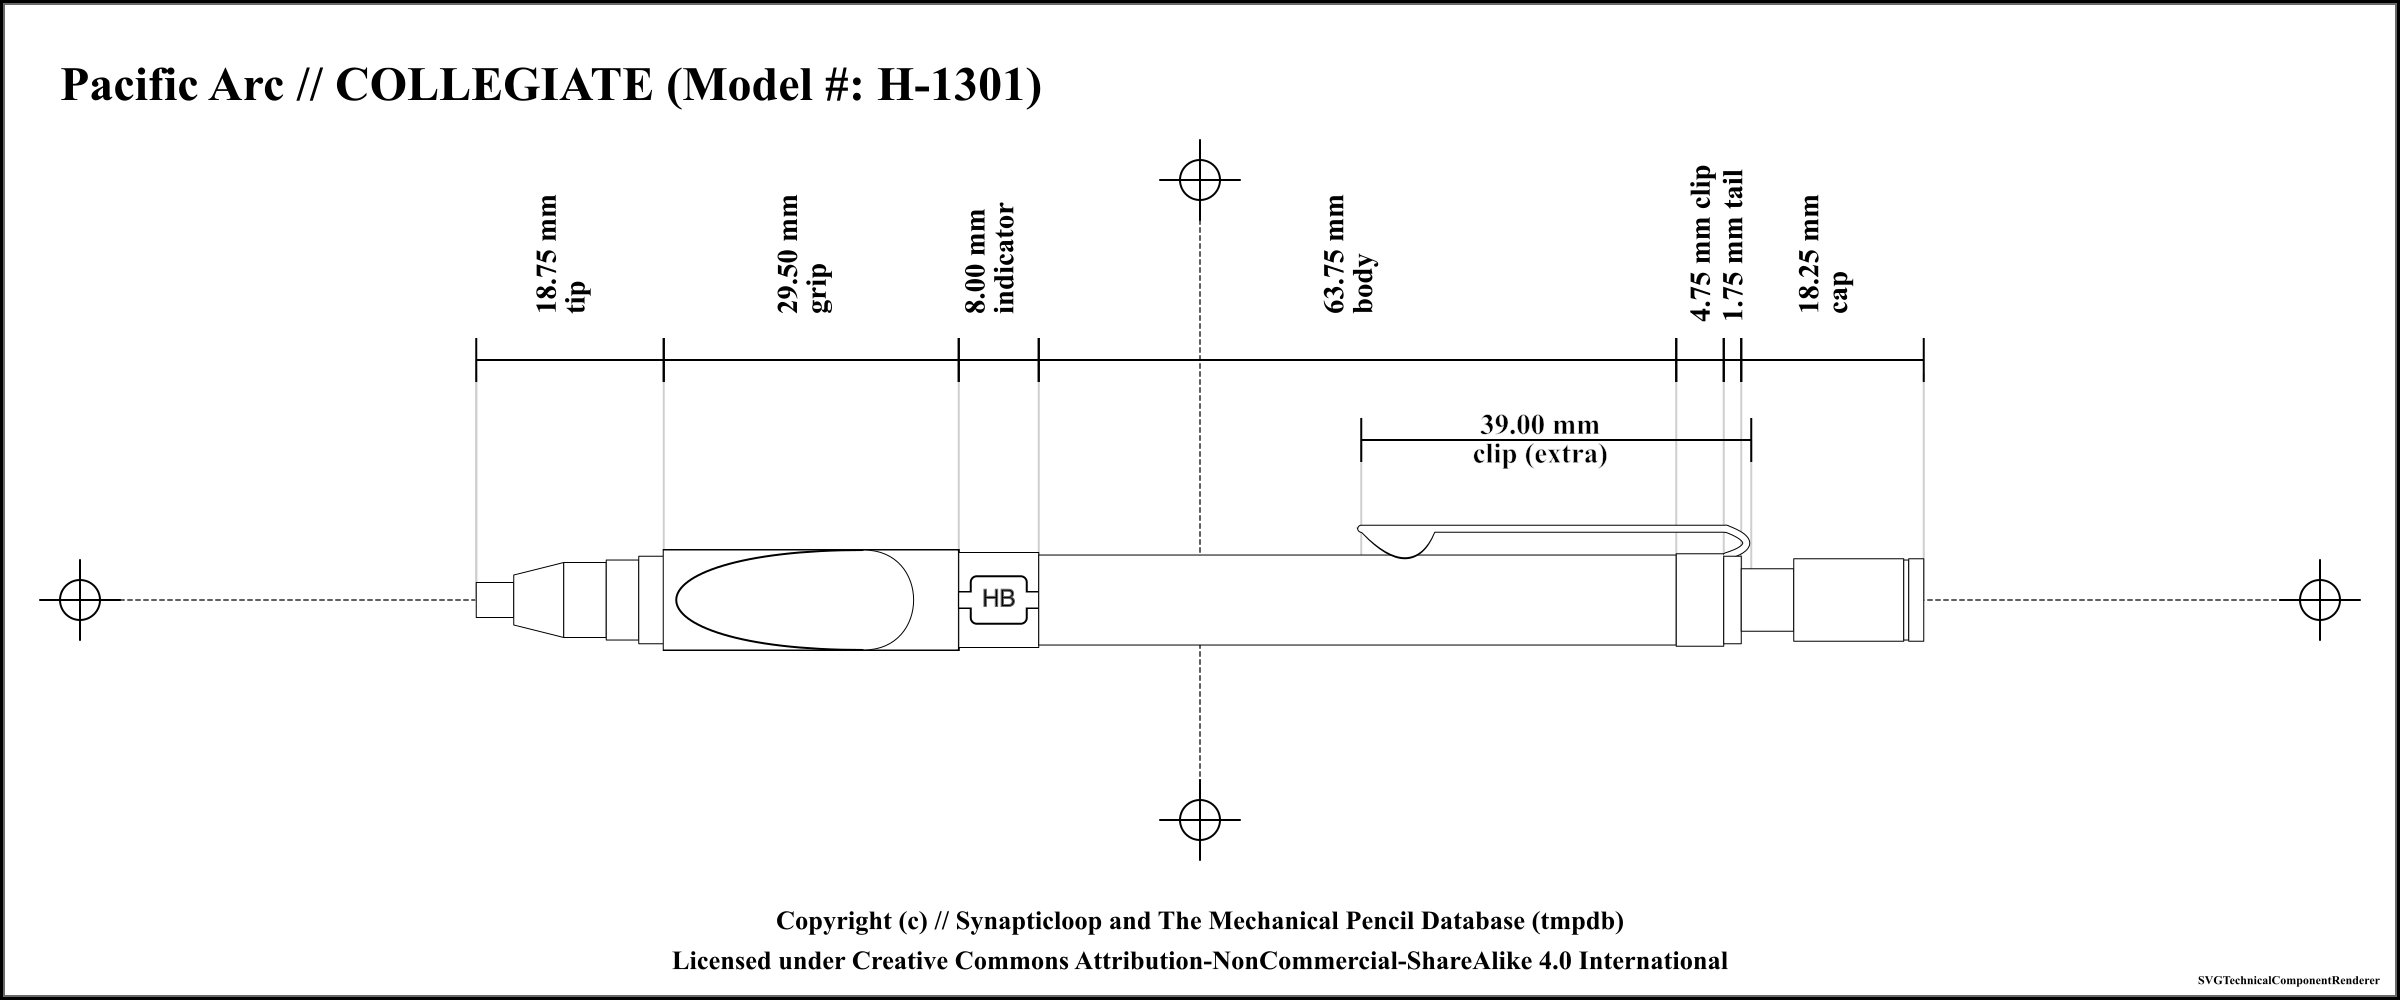 Pacific Arc // COLLEGIATE (Model #: H-1301)
18.75 mm
tip
29.50 mm
grip
8.00 mm
indicator
63.75 mm
body
4.75 mm clip
1.75 mm tail
18.25 mm
cap
39.00 mm
clip (extra)
HB
Copyright (c) // Synapticloop and The Mechanical Pencil Database (tmpdb)
Licensed under Creative Commons Attribution-NonCommercial-ShareAlike 4.0 International
SVGTechnicalComponentRenderer